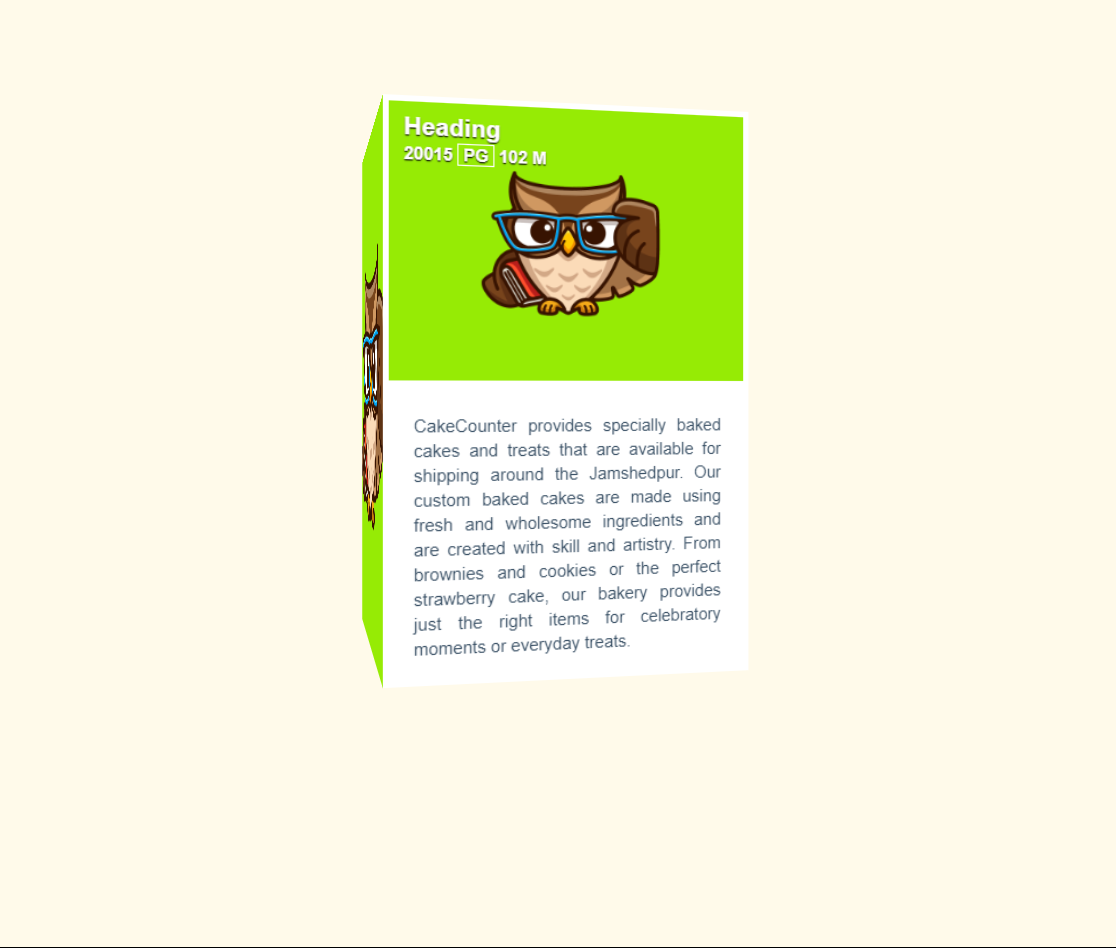 Heading
20015 PG 102 M
CakeCounter provides specially baked
cakes and treats that are available for
shipping around the Jamshedpur. Our
custom baked cakes are made using
fresh and wholesome ingredients and
are created with skill and artistry. From
brownies and cookies or the perfect
strawberry cake, our bakery provides
just the right items for celebratory
moments or everyday treats.